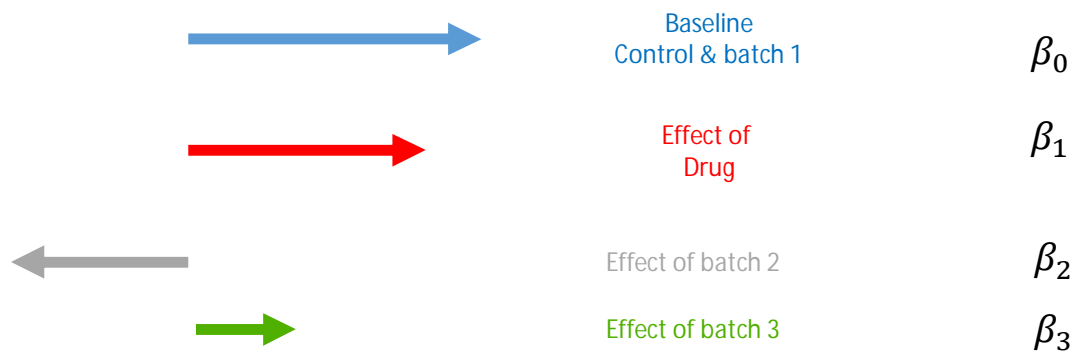 Baseline
Control & batch 1
β₀
Effect of
Drug
β₁
Effect of batch 2
β₂
Effect of batch 3
β₃